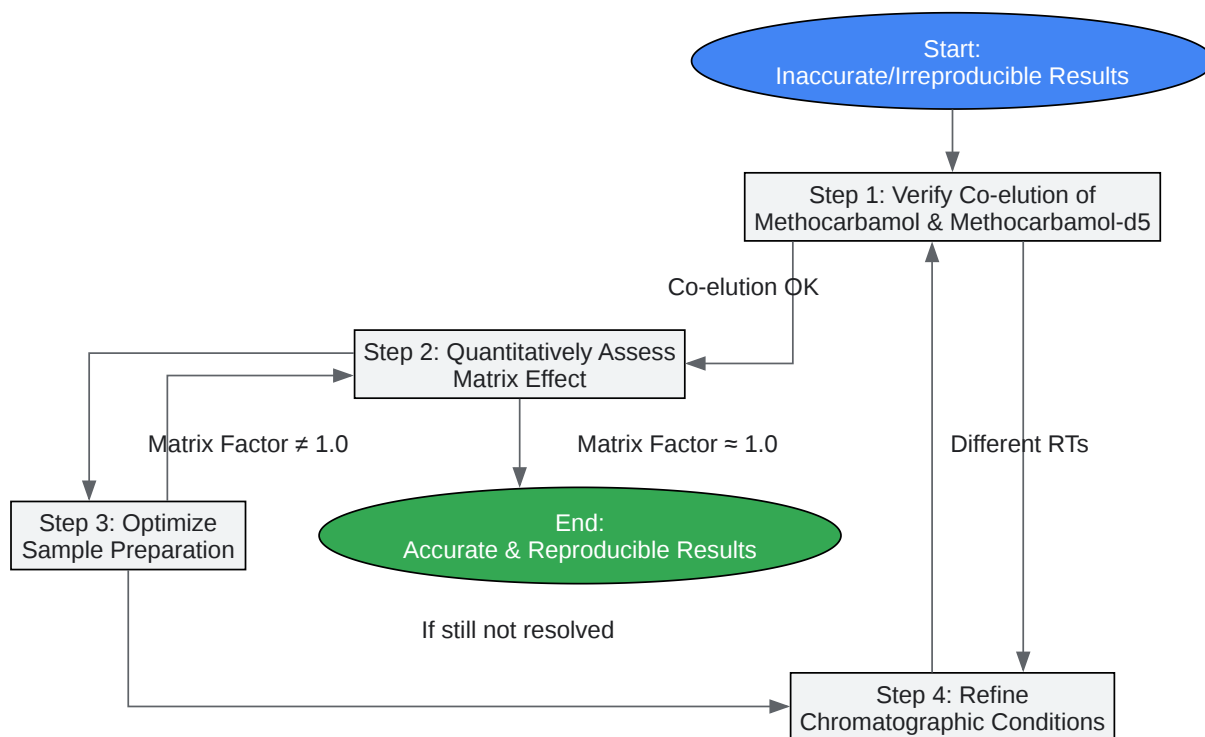 Start:
Inaccurate/Irreproducible Results
Step 1: Verify Co-elution of
Methocarbamol & Methocarbamol-d5
Co-elution OK
Step 2: Quantitatively Assess
Matrix Effect
Matrix Factor ≠ 1.0
Matrix Factor ≈ 1.0
Different RTs
Step 3: Optimize
Sample Preparation
End:
Accurate & Reproducible Results
If still not resolved
Step 4: Refine
Chromatographic Conditions